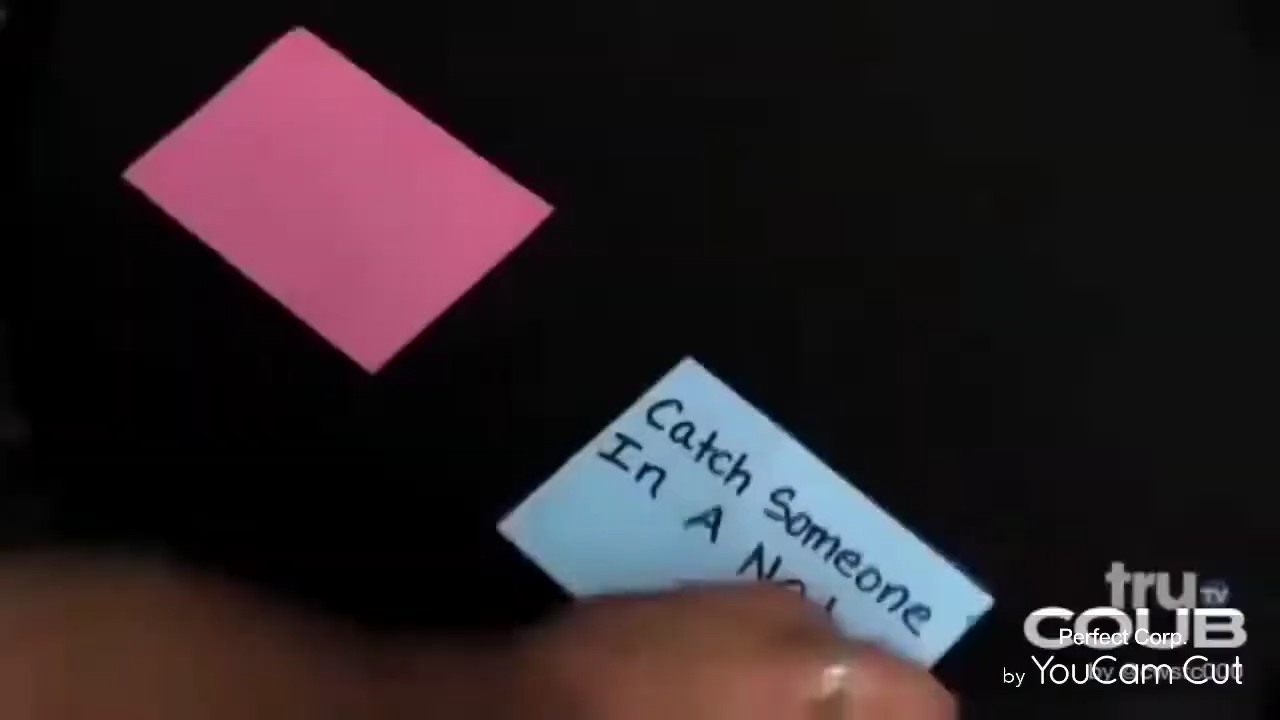 Catch Someone
In A
tru TV
COUB
Perfect Corp.
by YouCam Cut